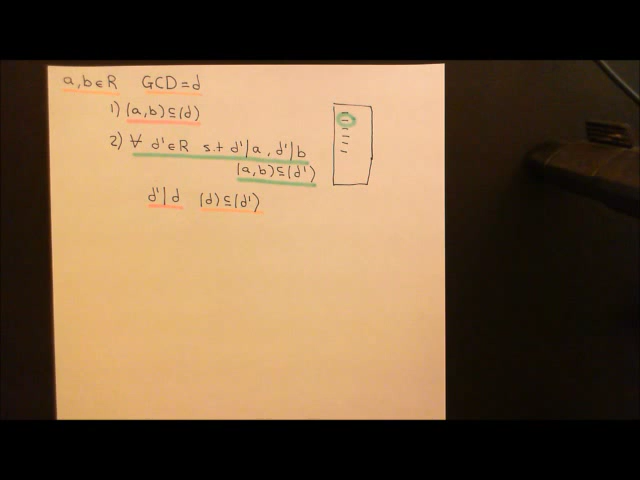 a, b ∈ R GCD = d
1) (a, b) ⊆ (d)
2) ∀ d' ∈ R s.t d'|a, d'|b
(a, b) ⊆ (d')
d'|d (d) ⊆ (d')